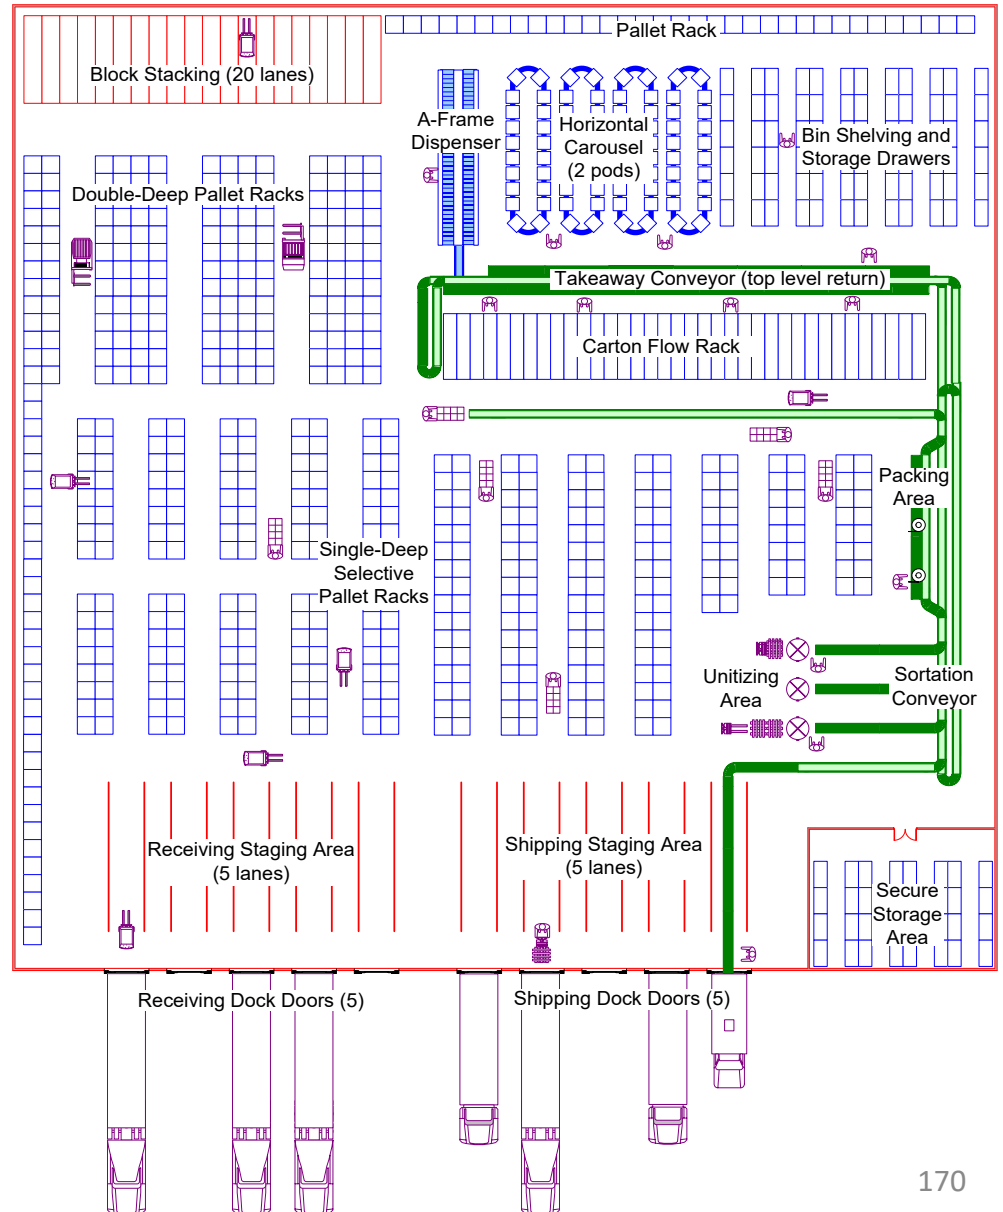 Pallet Rack
Block Stacking (20 lanes)
A-Frame
Dispenser
Horizontal
Carousel
(2 pods)
Bin Shelving and
Storage Drawers
Double-Deep Pallet Racks
Takeaway Conveyor (top level return)
Carton Flow Rack
Packing
Area
Single-Deep
Selective
Pallet Racks
Unitizing
Area
Sortation
Conveyor
Receiving Staging Area
(5 lanes)
Shipping Staging Area
(5 lanes)
Secure
Storage
Area
Receiving Dock Doors (5)
Shipping Dock Doors (5)
170